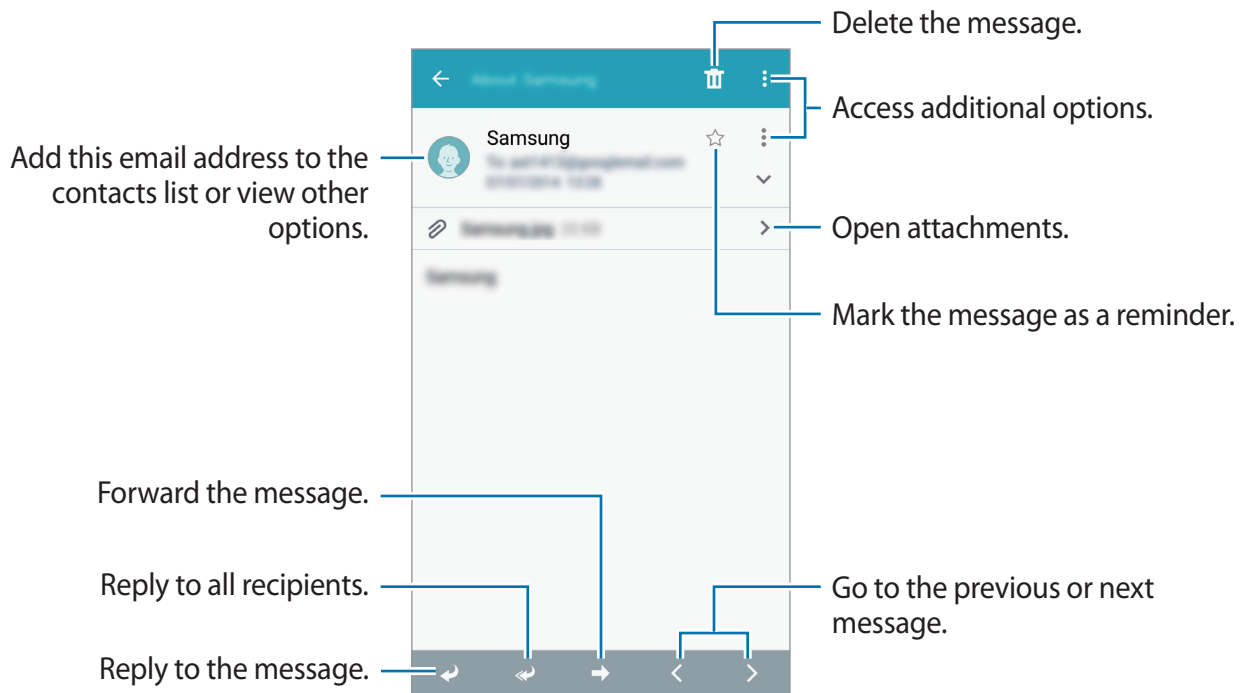 Delete the message.
Access additional options.
Samsung
Add this email address to the
contacts list or view other
options.
Open attachments.
Mark the message as a reminder.
Forward the message.
Reply to all recipients.
Go to the previous or next
message.
Reply to the message.